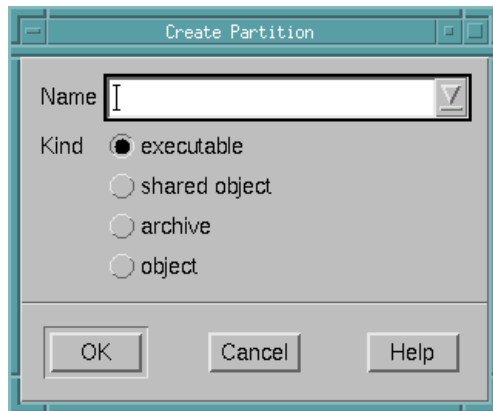 Create Partition
Name
Kind executable
shared object
archive
object
OK Cancel Help